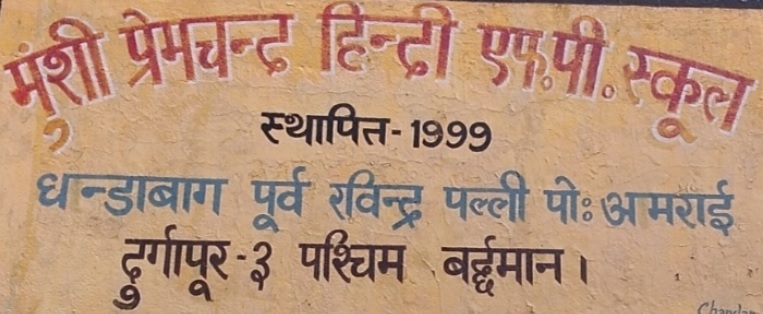 मुंशी प्रेमचन्द हिन्दी एफ.पी. स्कूल
स्थापित-1999
धन्डाबाग पूर्व रविन्द्र पल्ली पो: अमराई
दुर्गापूर-३ पश्चिम बर्द्धमान।